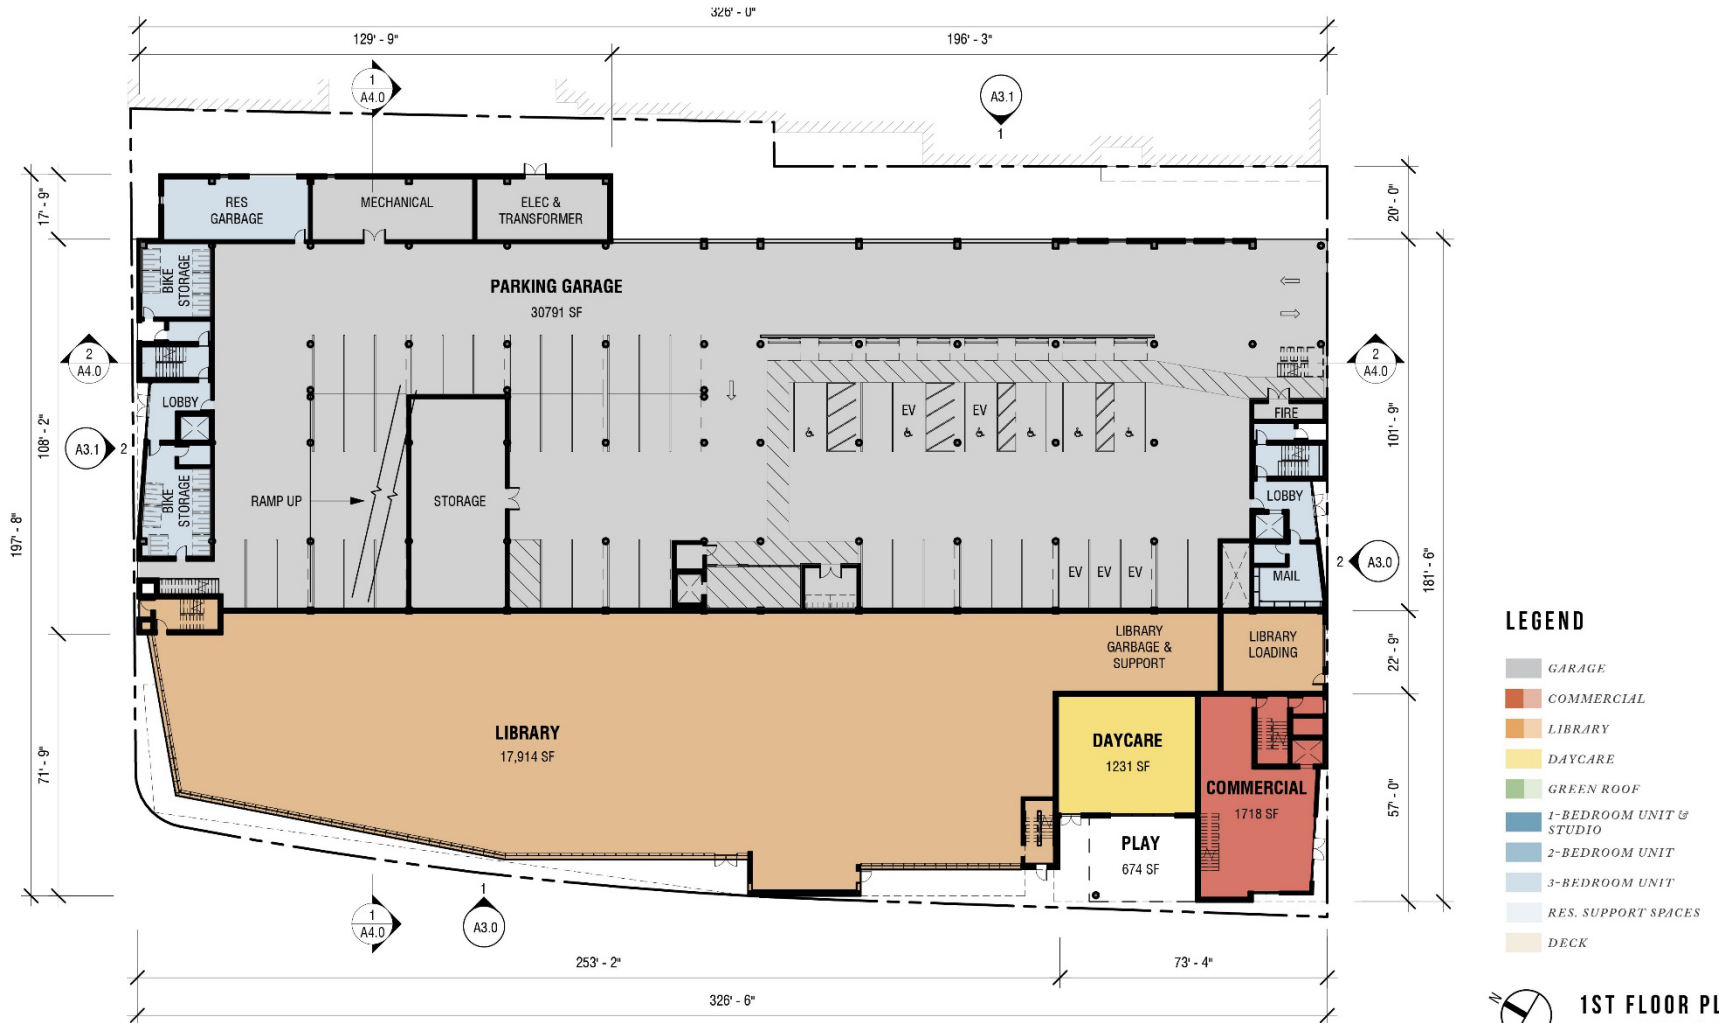 326' - 0"
129' - 9"
196' - 3"
1
A4.0
A3.1
1
17' - 9"
20' - 0"
RES
GARBAGE
MECHANICAL
ELEC &
TRANSFORMER
BIKE
STORAGE
PARKING GARAGE
30791 SF
2
A4.0
2
A4.0
LOBBY
EV
EV
FIRE
108' - 2"
A3.1
2
101' - 9"
BIKE
STORAGE
RAMP UP
STORAGE
LOBBY
197' - 8"
EV
EV
EV
MAIL
2
A3.0
181' - 6"
LIBRARY
GARBAGE &
SUPPORT
LIBRARY
LOADING
22' - 9"
LIBRARY
17,914 SF
DAYCARE
1231 SF
71' - 9"
COMMERCIAL
1718 SF
57' - 0"
PLAY
674 SF
1
A4.0
1
A3.0
253' - 2"
73' - 4"
326' - 6"
LEGEND
GARAGE
COMMERCIAL
LIBRARY
DAYCARE
GREEN ROOF
1-BEDROOM UNIT &
STUDIO
2-BEDROOM UNIT
3-BEDROOM UNIT
RES. SUPPORT SPACES
DECK
N
1ST FLOOR PL